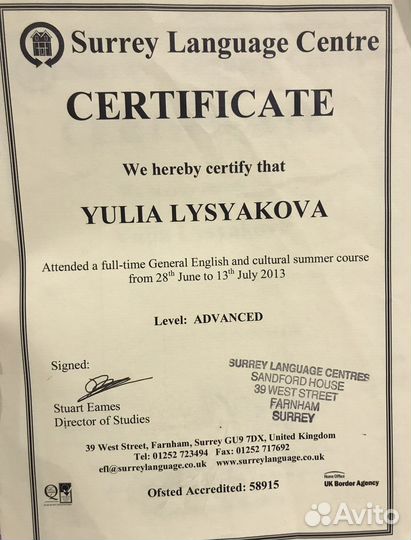 Surrey Language Centre
CERTIFICATE
We hereby certify that
YULIA LYSYAKOVA
Attended a full-time General English and cultural summer course
from 28th June to 13th July 2013
Level: ADVANCED
Signed:
Stuart Eames
Director of Studies
SURREY LANGUAGE CENTRES
SANDFORD HOUSE
39 WEST STREET
FARNHAM
SURREY
39 West Street, Farnham, Surrey GU9 7DX, United Kingdom
Tel: 01252 723494 Fax: 01252 717692
efl@surreylanguage.co.uk www.surreylanguage.co.uk
Ofsted Accredited: 58915
Home Office
UK Border Agency
Avito